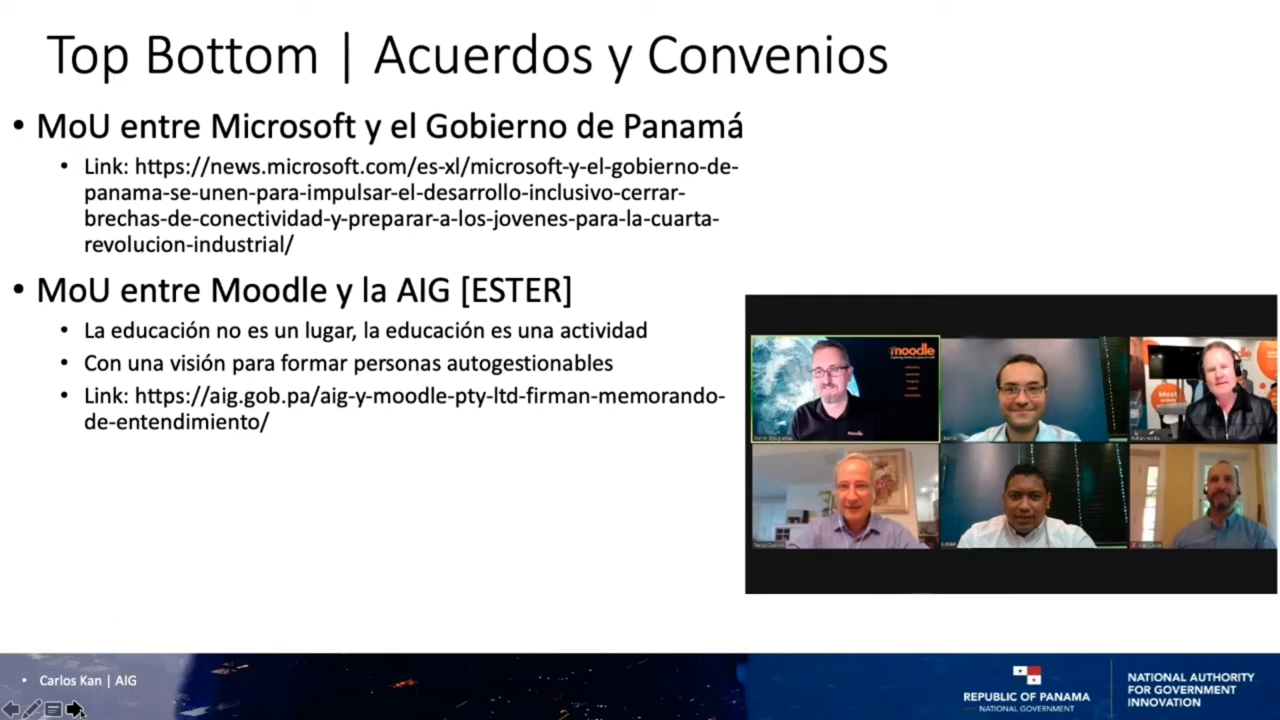 Top Bottom | Acuerdos y Convenios
• MoU entre Microsoft y el Gobierno de Panamá
• Link: https://news.microsoft.com/es-xl/microsoft-y-el-gobierno-de-
panama-se-unen-para-impulsar-el-desarrollo-inclusivo-cerrar-
brechas-de-conectividad-y-preparar-a-los-jovenes-para-la-cuarta-
revolucion-industrial/
• MoU entre Moodle y la AIG [ESTER]
• La educación no es un lugar, la educación es una actividad
• Con una visión para formar personas autogestionables
• Link: https://aig.gob.pa/aig-y-moodle-pty-ltd-firman-memorando-
de-entendimiento/
moodle
Most
• Carlos Kan | AIG
REPUBLIC OF PANAMA
NATIONAL GOVERNMENT
NATIONAL AUTHORITY
FOR GOVERNMENT
INNOVATION